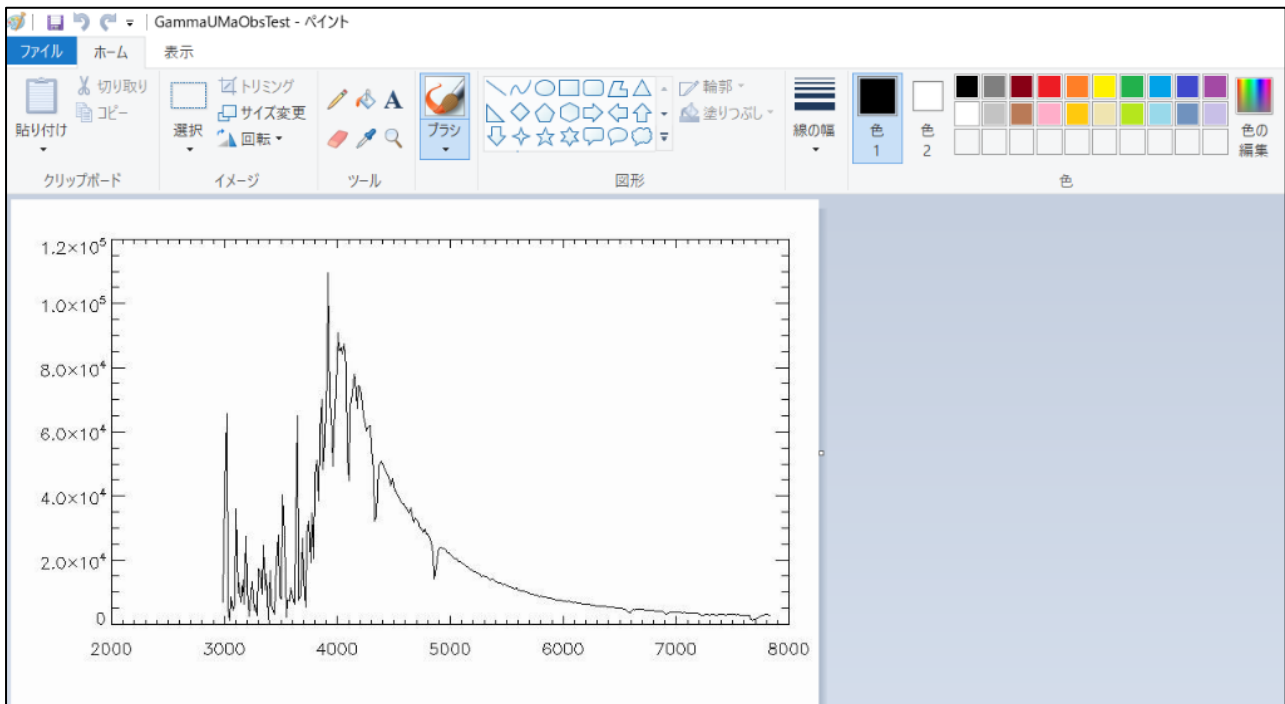 GammaUMaObsTest - ペイント
ファイル ホーム 表示
貼り付け
切り取り
コピー
クリップボード
選択
トリミング
サイズ変更
回転
イメージ
A
ツール
ブラシ
輪郭
塗りつぶし
図形
線の幅
色
1
色
2
色の
編集
色
1.2×10⁵
1.0×10⁵
8.0×10⁴
6.0×10⁴
4.0×10⁴
2.0×10⁴
0
2000 3000 4000 5000 6000 7000 8000